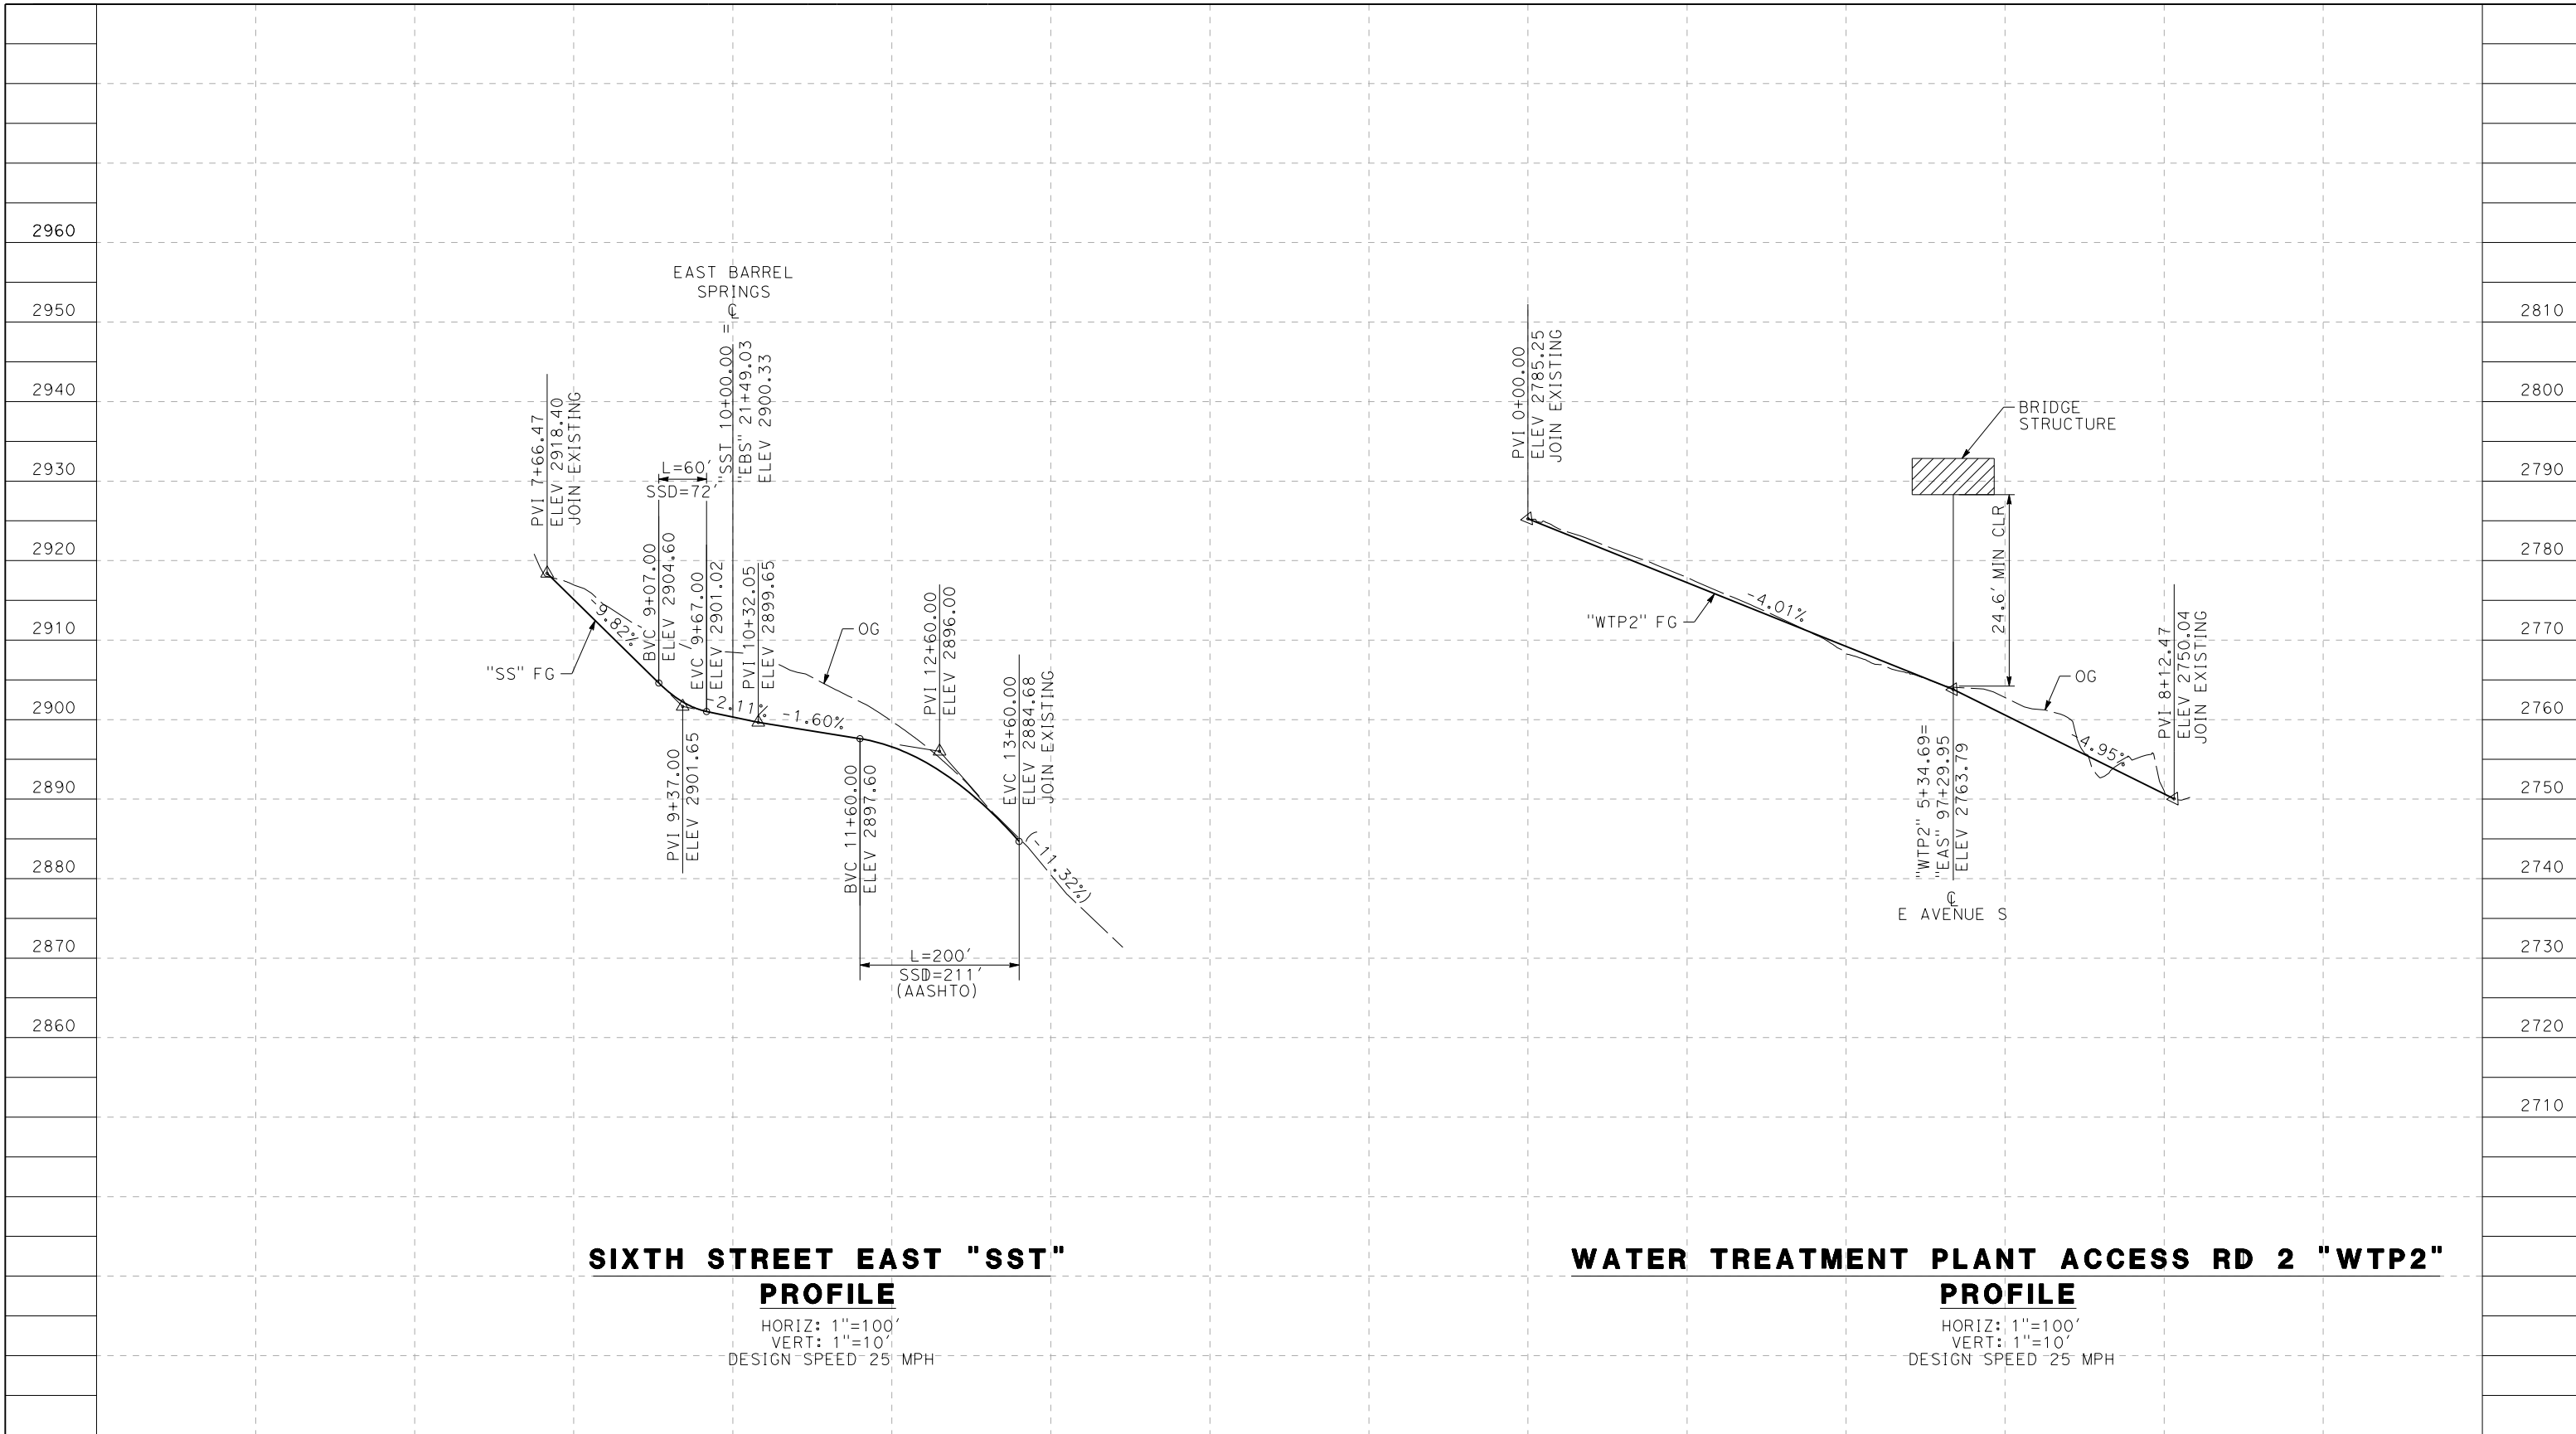 2960
2950
2940
2930
2920
2910
2900
2890
2880
2870
2860
EAST BARREL
SPRINGS
℄
"SST" 10+00.00 =
"EBS" 21+49.03
ELEV 2900.33
PVI 7+66.47
ELEV 2918.40
JOIN EXISTING
L=60'
SSD=72'
-9.82%
"SS" FG
BVC 9+07.00
ELEV 2904.60
EVC 9+67.00
ELEV 2901.02
PVI 9+37.00
ELEV 2901.65
-2.11%
PVI 10+32.05
ELEV 2899.65
-1.60%
OG
BVC 11+60.00
ELEV 2897.60
PVI 12+60.00
ELEV 2896.00
EVC 13+60.00
ELEV 2884.68
JOIN EXISTING
(-11.32%)
L=200'
SSD=211'
(AASHTO)
SIXTH STREET EAST "SST"
PROFILE
HORIZ: 1"=100'
VERT: 1"=10'
DESIGN SPEED 25 MPH
PVI 0+00.00
ELEV 2785.25
JOIN EXISTING
"WTP2" FG
-4.01%
BRIDGE
STRUCTURE
24.6' MIN CLR
"WTP2" 5+34.69=
"EAS" 97+29.95
ELEV 2763.79
℄
E AVENUE S
OG
-4.95%
PVI 8+12.47
ELEV 2750.04
JOIN EXISTING
WATER TREATMENT PLANT ACCESS RD 2 "WTP2"
PROFILE
HORIZ: 1"=100'
VERT: 1"=10'
DESIGN SPEED 25 MPH
2810
2800
2790
2780
2770
2760
2750
2740
2730
2720
2710